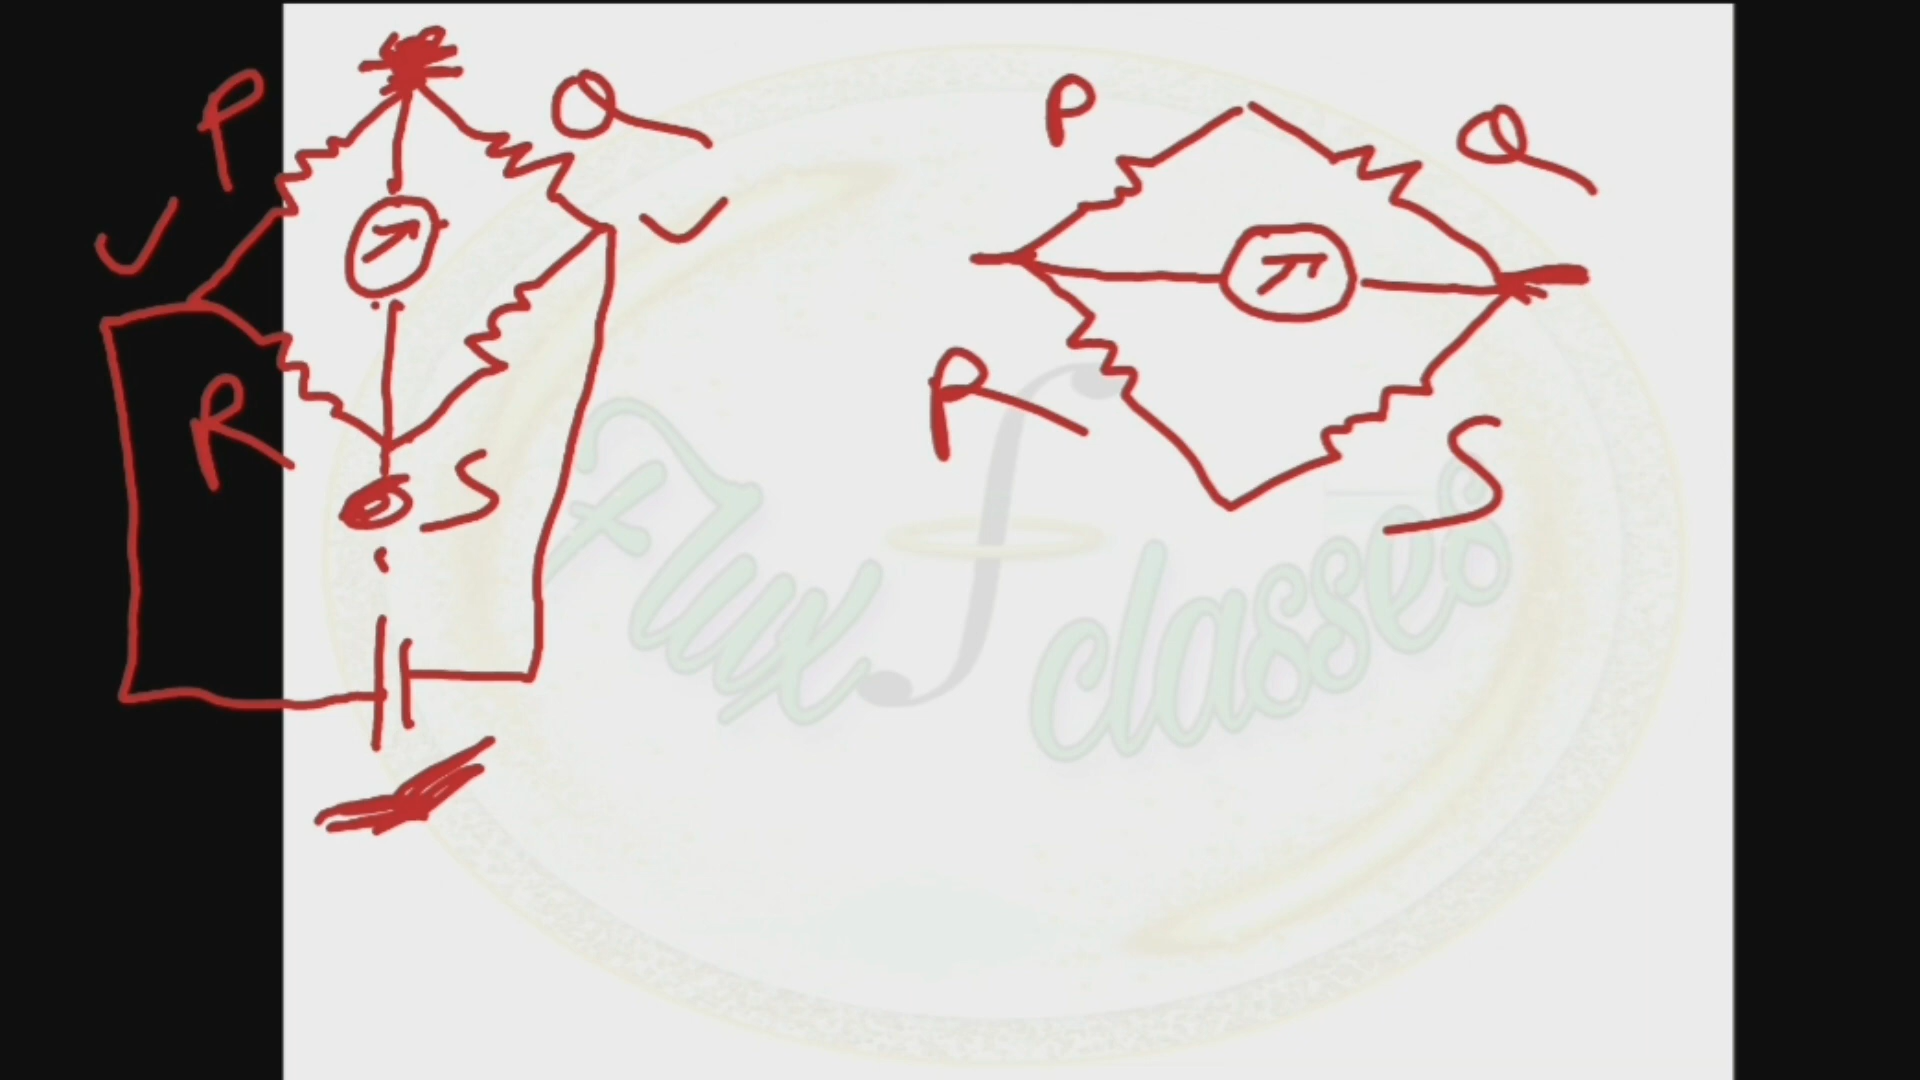 P Q
R S
P Q
R S
Flux classes